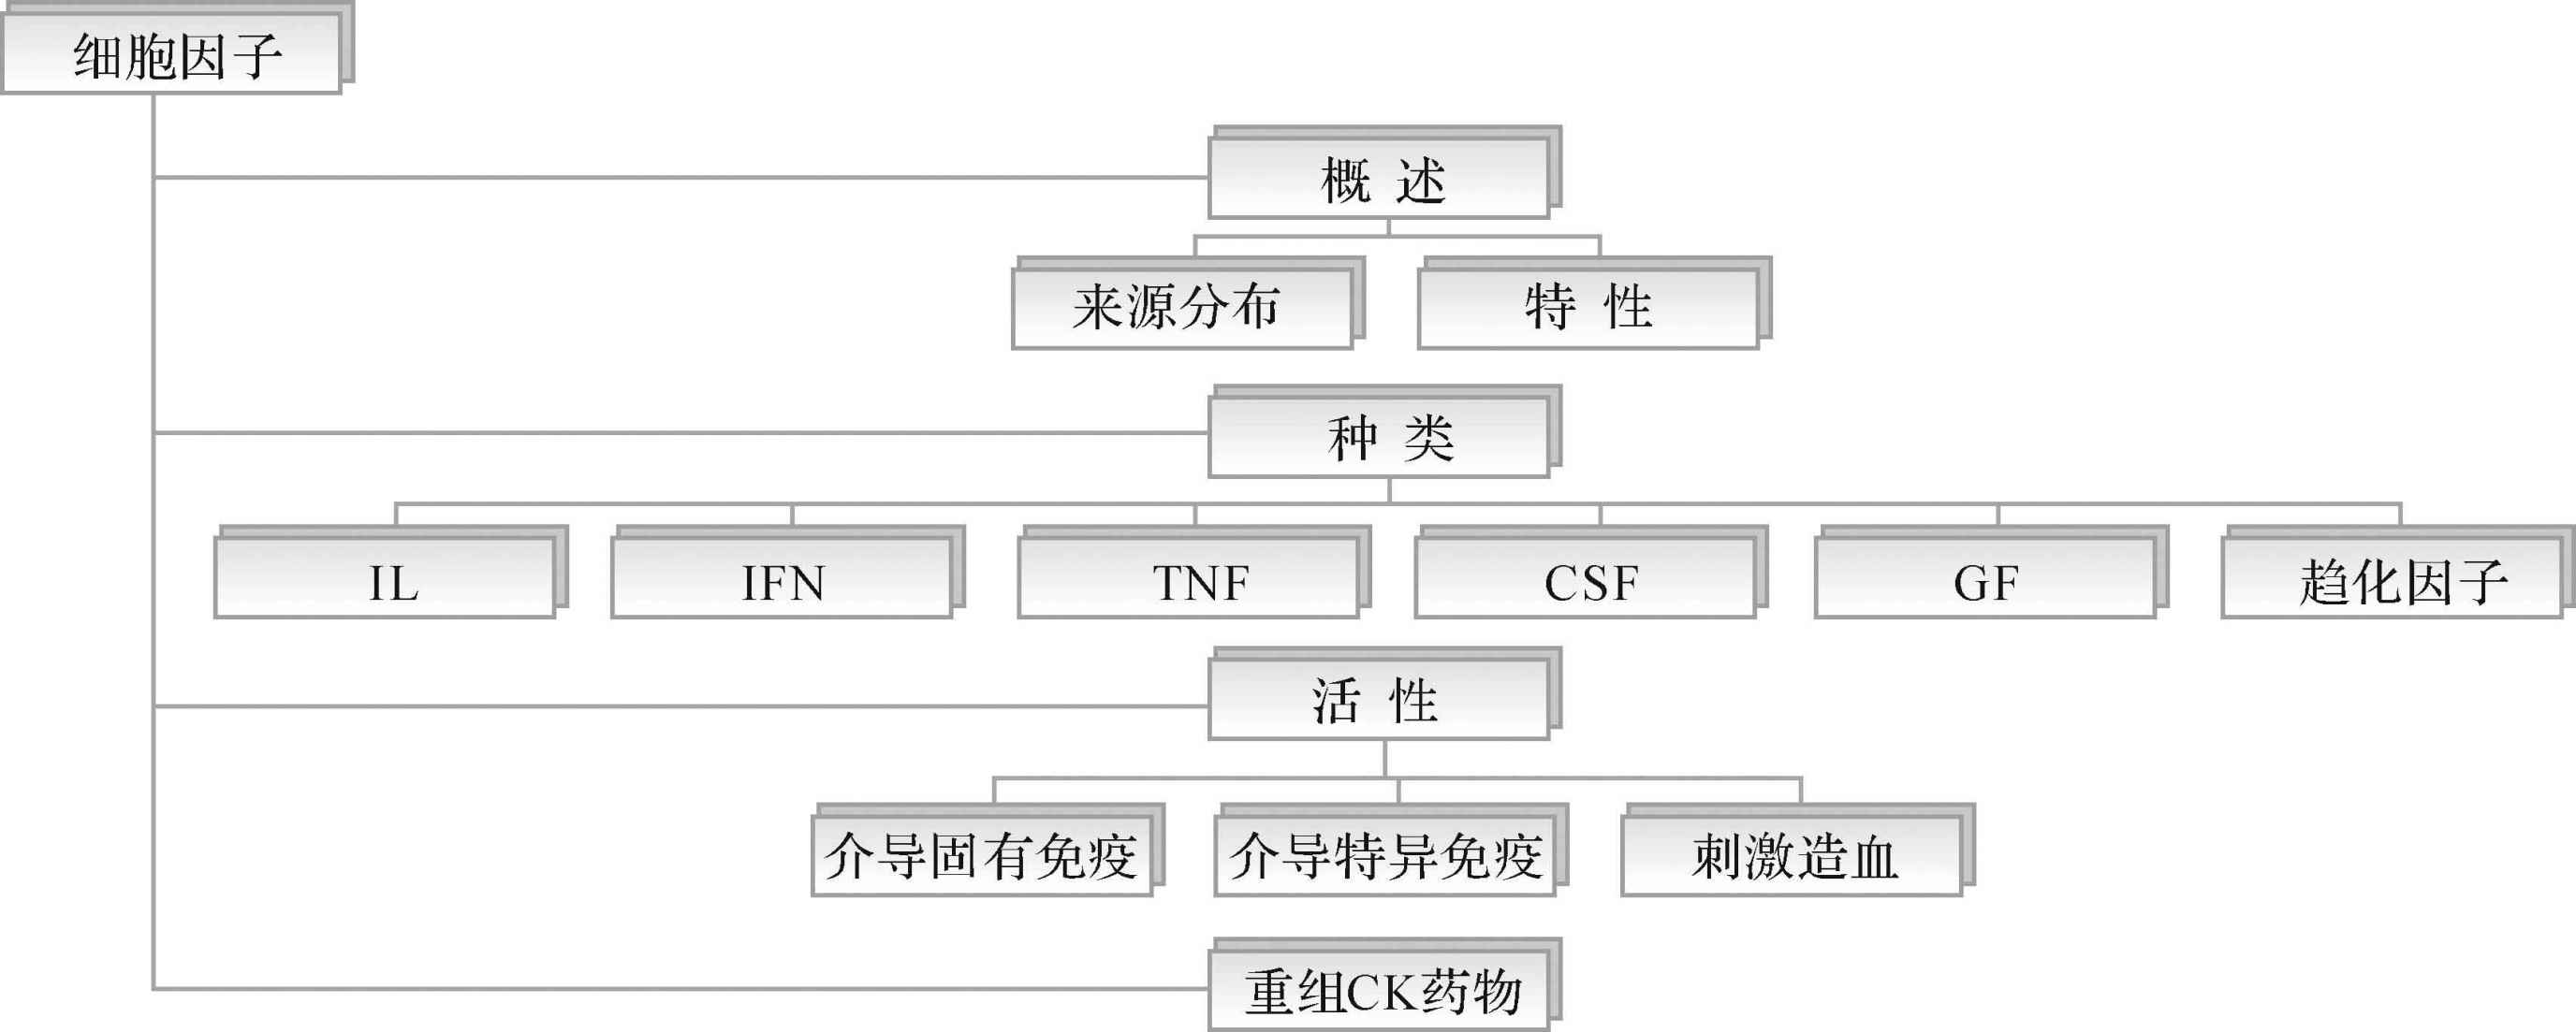 细胞因子
概 述
来源分布
特 性
种 类
IL
IFN
TNF
CSF
GF
趋化因子
活 性
介导固有免疫
介导特异免疫
刺激造血
重组CK药物